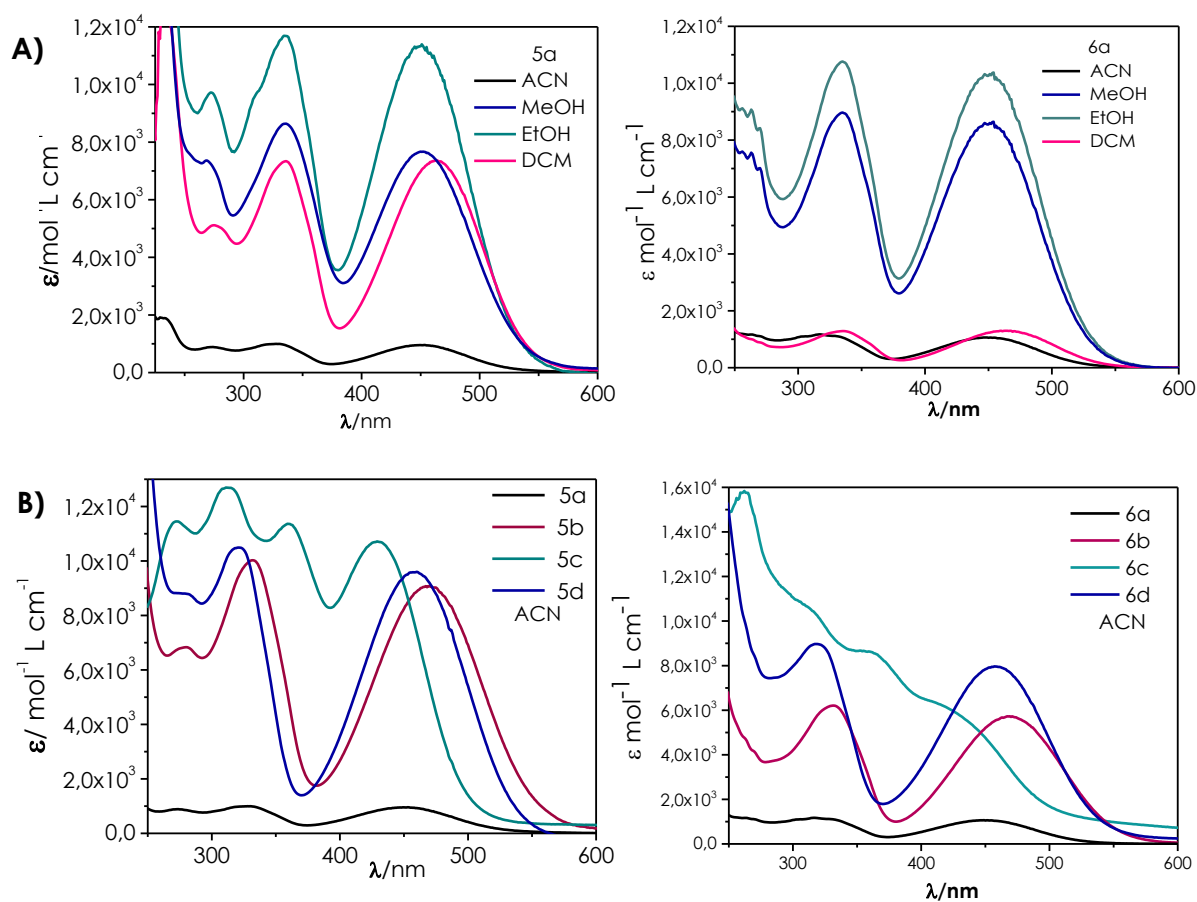 A)
1,2x10⁴
1,0x10⁴
8,0x10³
6,0x10³
4,0x10³
2,0x10³
0,0
ε/mol⁻¹L cm⁻¹
5a
ACN
MeOH
EtOH
DCM
300
400
500
600
λ/nm
1,2x10⁴
1,0x10⁴
8,0x10³
6,0x10³
4,0x10³
2,0x10³
0,0
ε mol⁻¹ L cm⁻¹
6a
ACN
MeOH
EtOH
DCM
300
400
500
600
λ/nm
B)
1,2x10⁴
1,0x10⁴
8,0x10³
6,0x10³
4,0x10³
2,0x10³
0,0
ε/ mol⁻¹ L cm⁻¹
5a
5b
5c
5d
ACN
300
400
500
600
λ/nm
1,6x10⁴
1,4x10⁴
1,2x10⁴
1,0x10⁴
8,0x10³
6,0x10³
4,0x10³
2,0x10³
0,0
ε mol⁻¹ L cm⁻¹
6a
6b
6c
6d
ACN
300
400
500
600
λ/nm